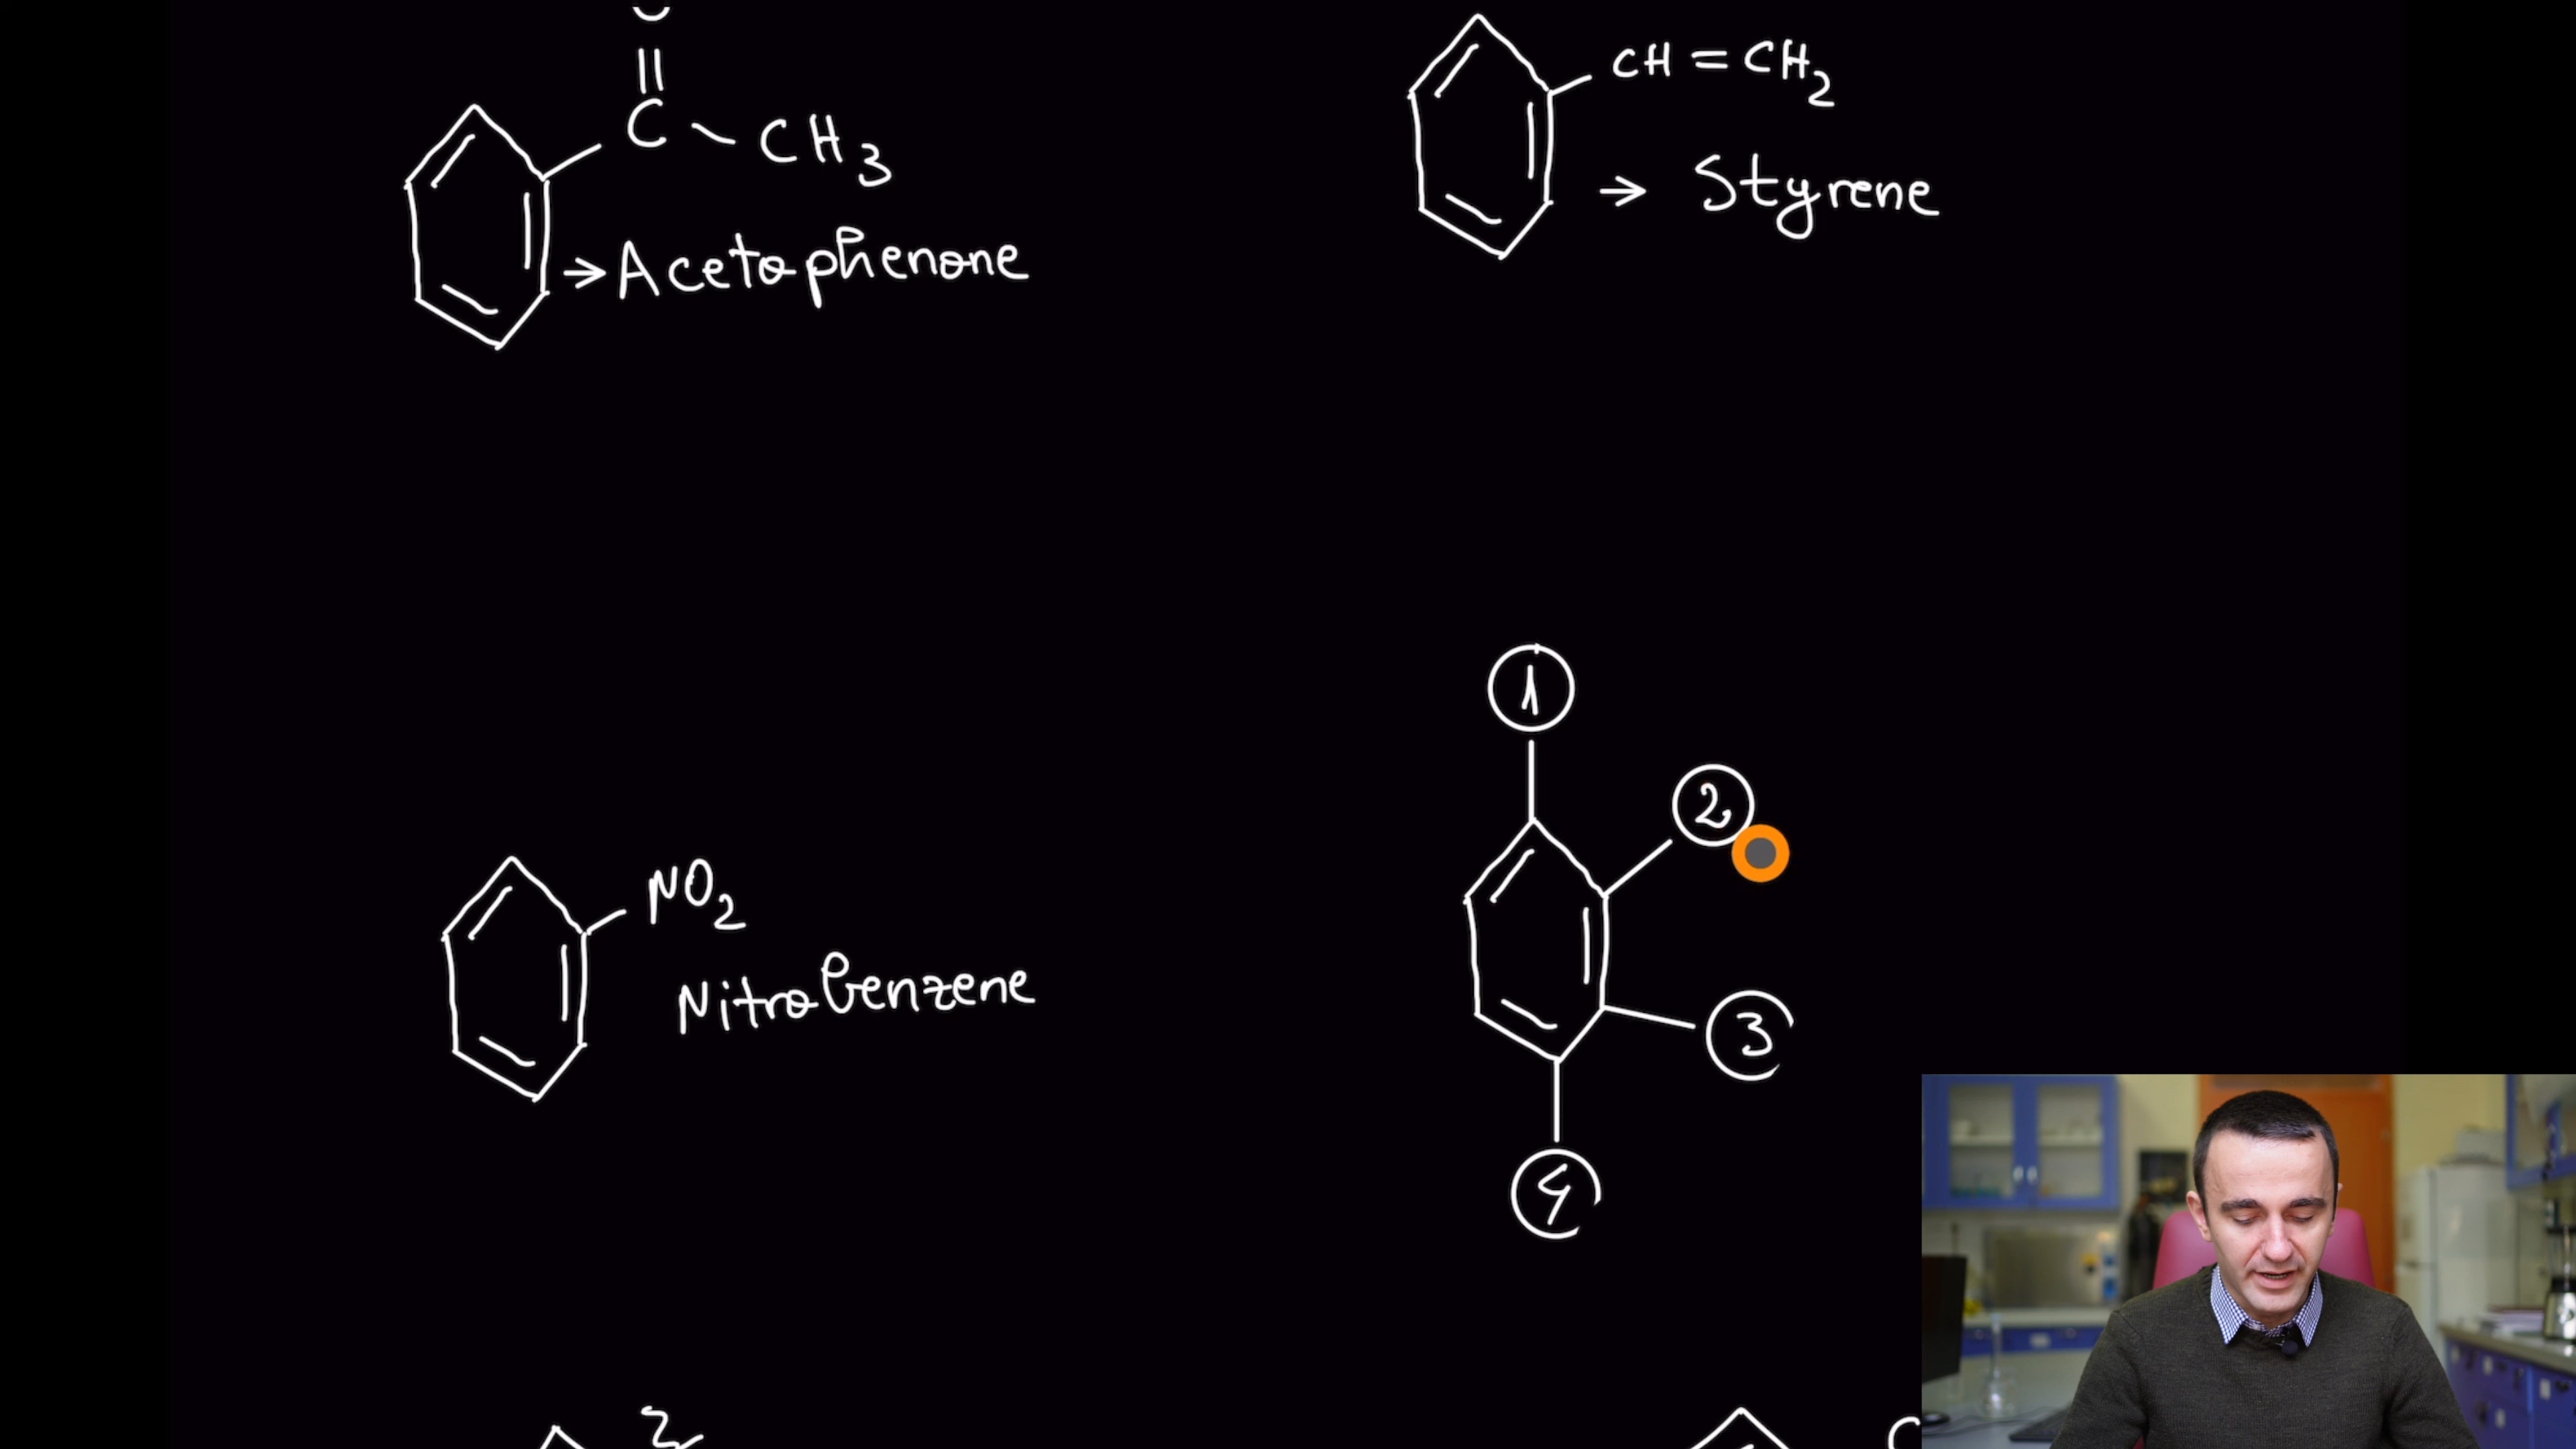 C - CH3
→ Acetophenone
CH = CH2
→ Styrene
NO2
Nitrobenzene
1
2
3
4